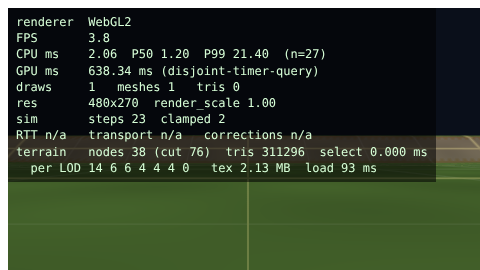 renderer WebGL2
FPS 3.8
CPU ms 2.06 P50 1.20 P99 21.40 (n=27)
GPU ms 638.34 ms (disjoint-timer-query)
draws 1 meshes 1 tris 0
res 480x270 render_scale 1.00
sim steps 23 clamped 2
RTT n/a transport n/a corrections n/a
terrain nodes 38 (cut 76) tris 311296 select 0.000 ms
per LOD 14 6 6 4 4 4 0 tex 2.13 MB load 93 ms